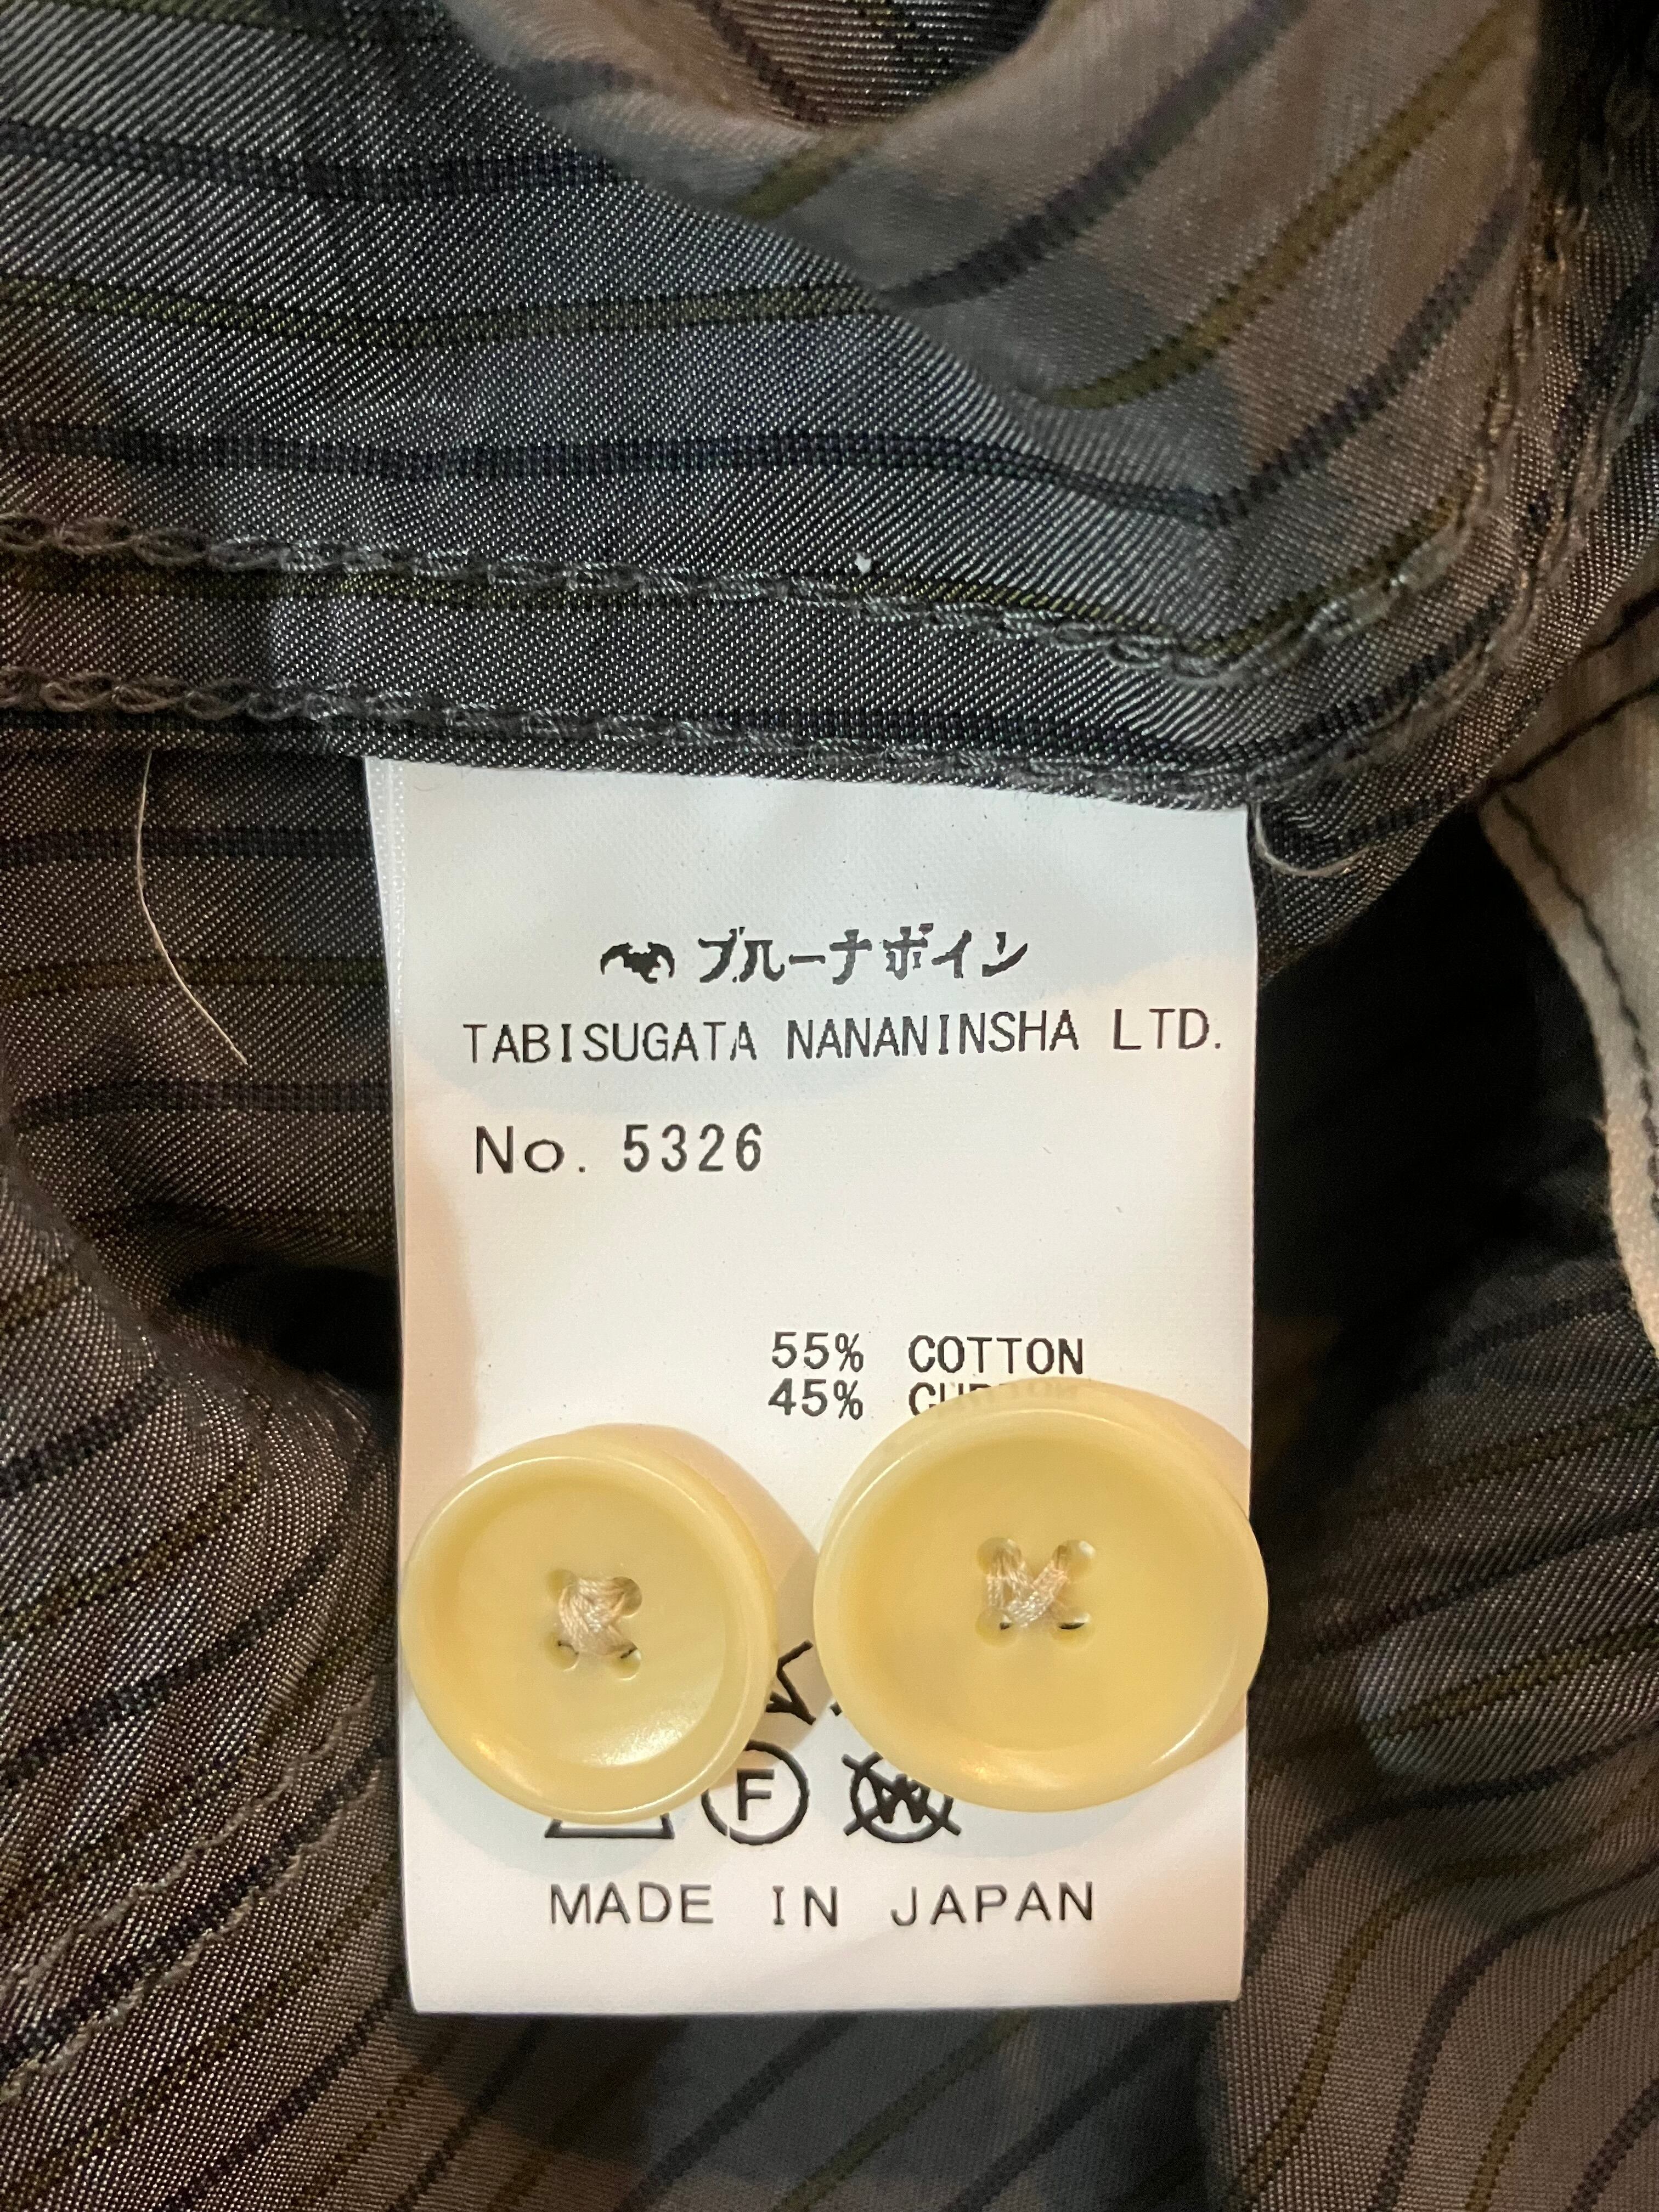 ブルーナボイン
TABISUGATA NANANINSHA LTD.
No. 5326
55% COTTON
45%
F W
MADE IN JAPAN